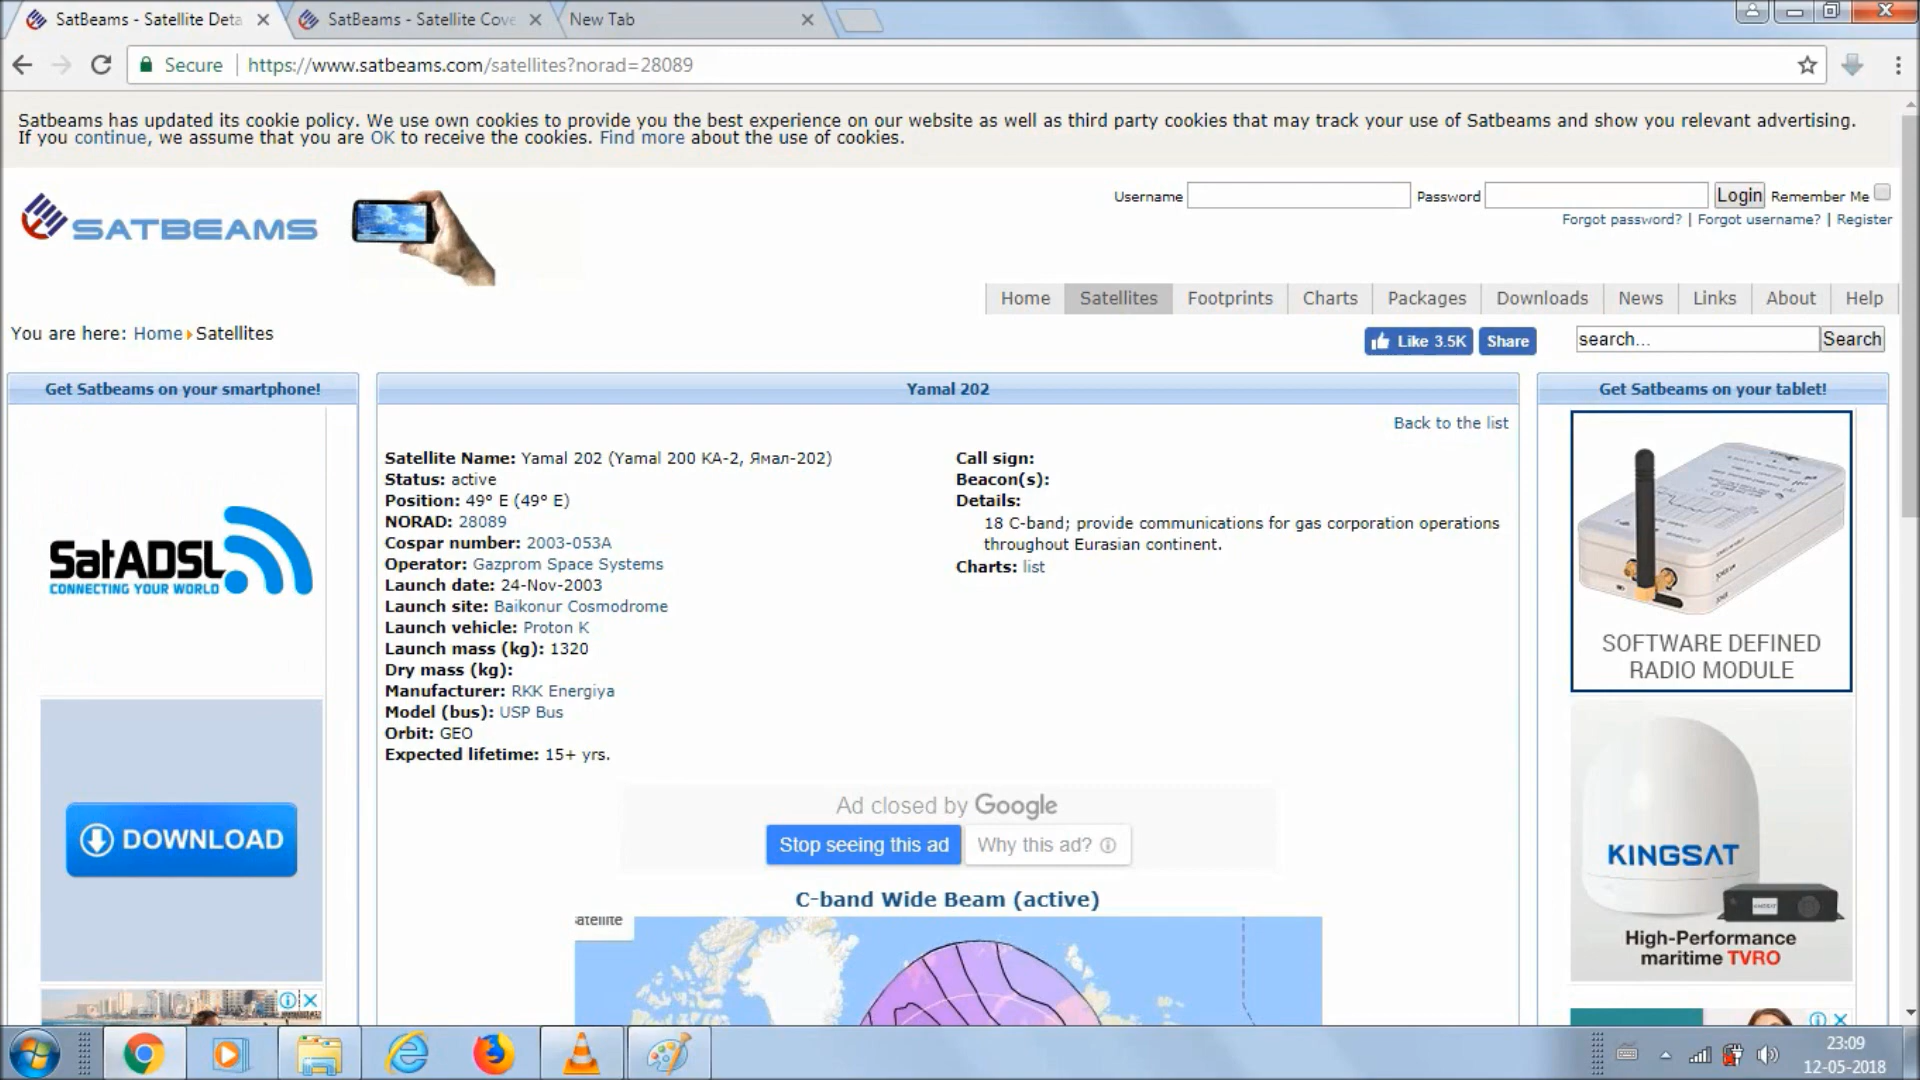 SatBeams - Satellite Deta
SatBeams - Satellite Cove
New Tab
Secure
https://www.satbeams.com/satellites?norad=28089
Satbeams has updated its cookie policy. We use own cookies to provide you the best experience on our website as well as third party cookies that may track your use of Satbeams and show you relevant advertising.
If you continue, we assume that you are OK to receive the cookies. Find more about the use of cookies.
SATBEAMS
Username
Password
Login
Remember Me
Forgot password? | Forgot username? | Register
Home Satellites Footprints Charts Packages Downloads News Links About Help
You are here: Home Satellites
Like 3.5K
Share
search...
Search
Get Satbeams on your smartphone!
SatADSL
CONNECTING YOUR WORLD
DOWNLOAD
Yamal 202
Back to the list
Satellite Name: Yamal 202 (Yamal 200 KA-2, Ямал-202)
Status: active
Position: 49° E (49° E)
NORAD: 28089
Cospar number: 2003-053A
Operator: Gazprom Space Systems
Launch date: 24-Nov-2003
Launch site: Baikonur Cosmodrome
Launch vehicle: Proton K
Launch mass (kg): 1320
Dry mass (kg):
Manufacturer: RKK Energiya
Model (bus): USP Bus
Orbit: GEO
Expected lifetime: 15+ yrs.
Call sign:
Beacon(s):
Details:
18 C-band; provide communications for gas corporation operations
throughout Eurasian continent.
Charts: list
Ad closed by Google
Stop seeing this ad
Why this ad?
C-band Wide Beam (active)
atellite
Get Satbeams on your tablet!
SOFTWARE DEFINED
RADIO MODULE
KINGSAT
High-Performance
maritime TVRO
23:09
12-05-2018